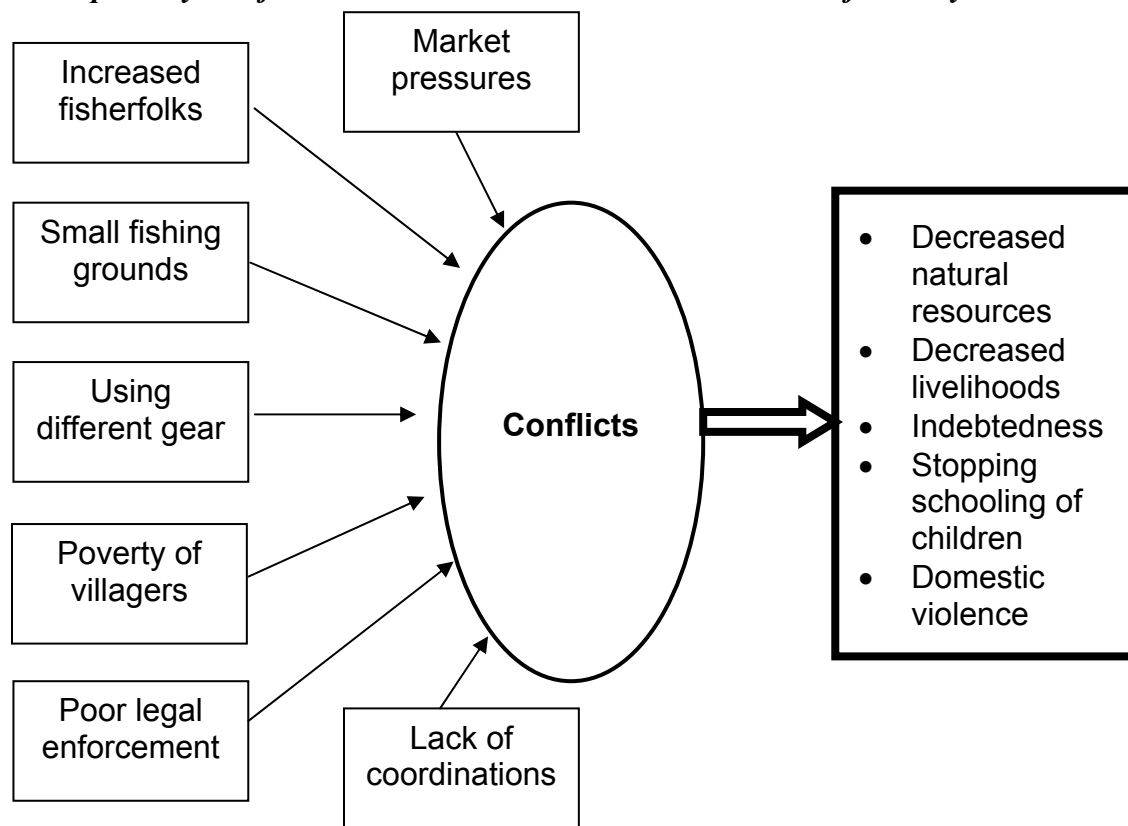 Market
pressures
Increased
fisherfolks
Small fishing
grounds
Using
different gear
Poverty of
villagers
Poor legal
enforcement
Lack of
coordinations
Conflicts
• Decreased
natural
resources
• Decreased
livelihoods
• Indebtedness
• Stopping
schooling of
children
• Domestic
violence